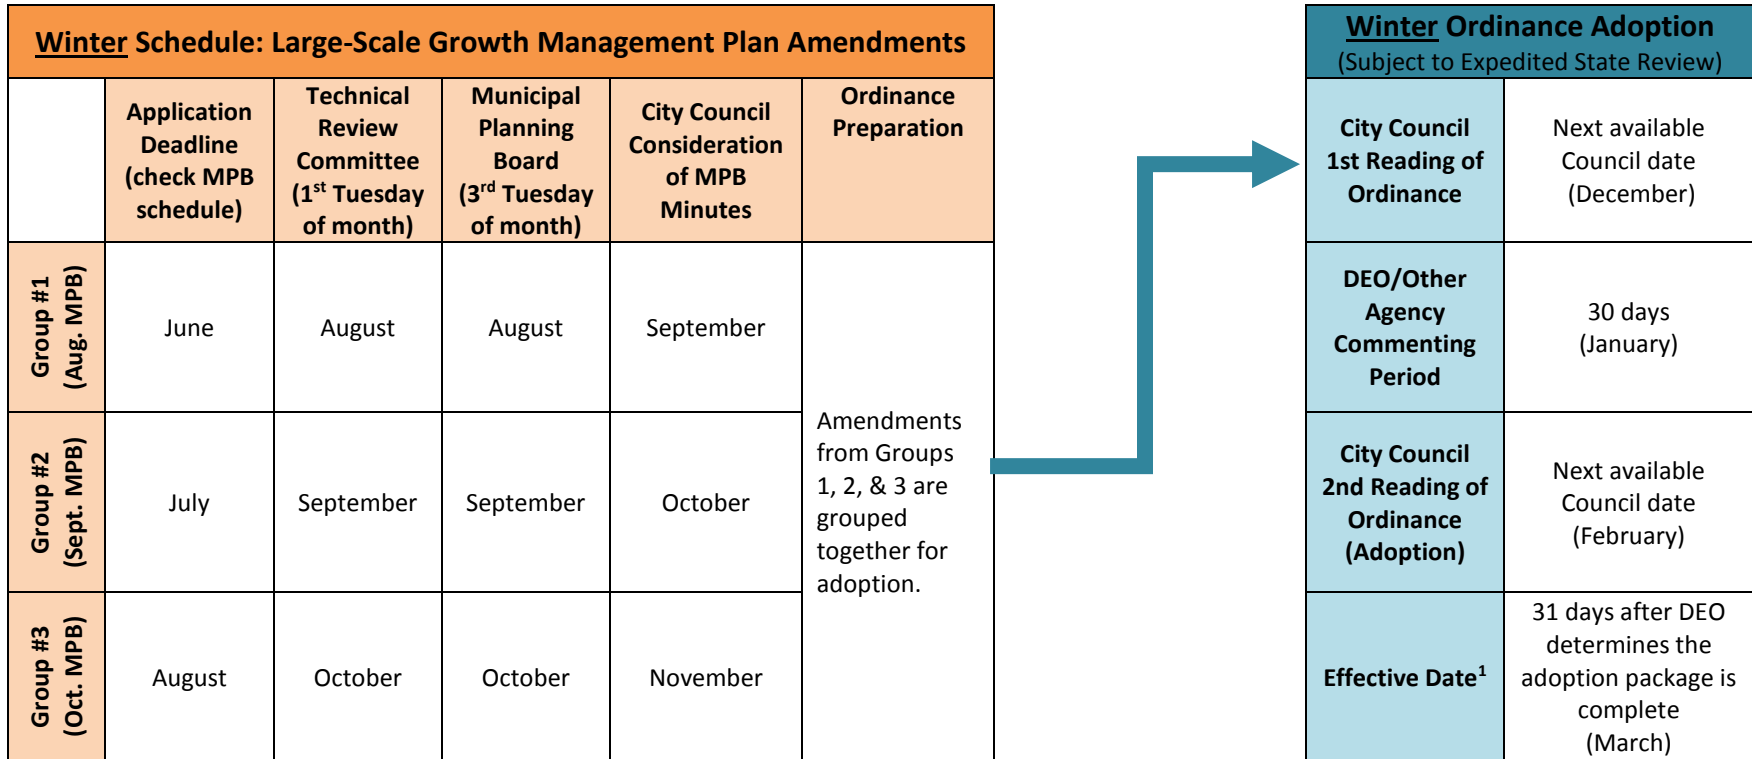 Winter Schedule: Large-Scale Growth Management Plan Amendments
Application
Deadline
(check MPB
schedule)
Technical
Review
Committee
(1st Tuesday
of month)
Municipal
Planning
Board
(3rd Tuesday
of month)
City Council
Consideration
of MPB
Minutes
Ordinance
Preparation
Group #1
(Aug. MPB)
June
August
August
September
Group #2
(Sept. MPB)
July
September
September
October
Group #3
(Oct. MPB)
August
October
October
November
Amendments
from Groups
1, 2, & 3 are
grouped
together for
adoption.
Winter Ordinance Adoption
(Subject to Expedited State Review)
City Council
1st Reading of
Ordinance
Next available
Council date
(December)
DEO/Other
Agency
Commenting
Period
30 days
(January)
City Council
2nd Reading of
Ordinance
(Adoption)
Next available
Council date
(February)
Effective Date1
31 days after DEO
determines the
adoption package is
complete
(March)